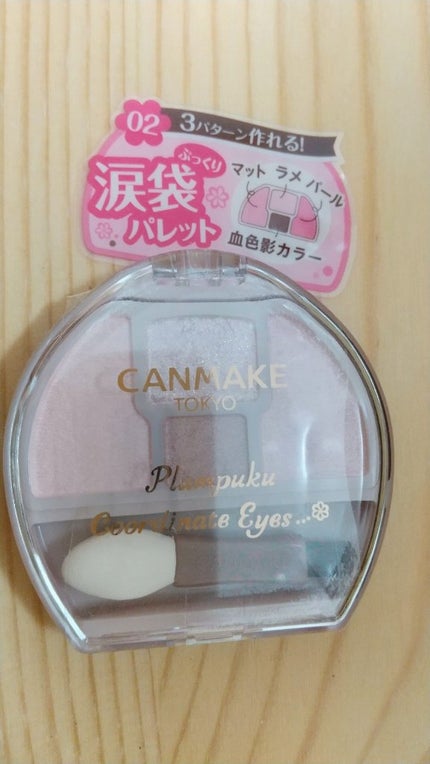 02
3パターン作れる!
ぷっくり
涙袋
パレット
マット ラメ パール
血色影カラー
CANMAKE
TOKYO
Plumpuku
Coordinate Eyes...